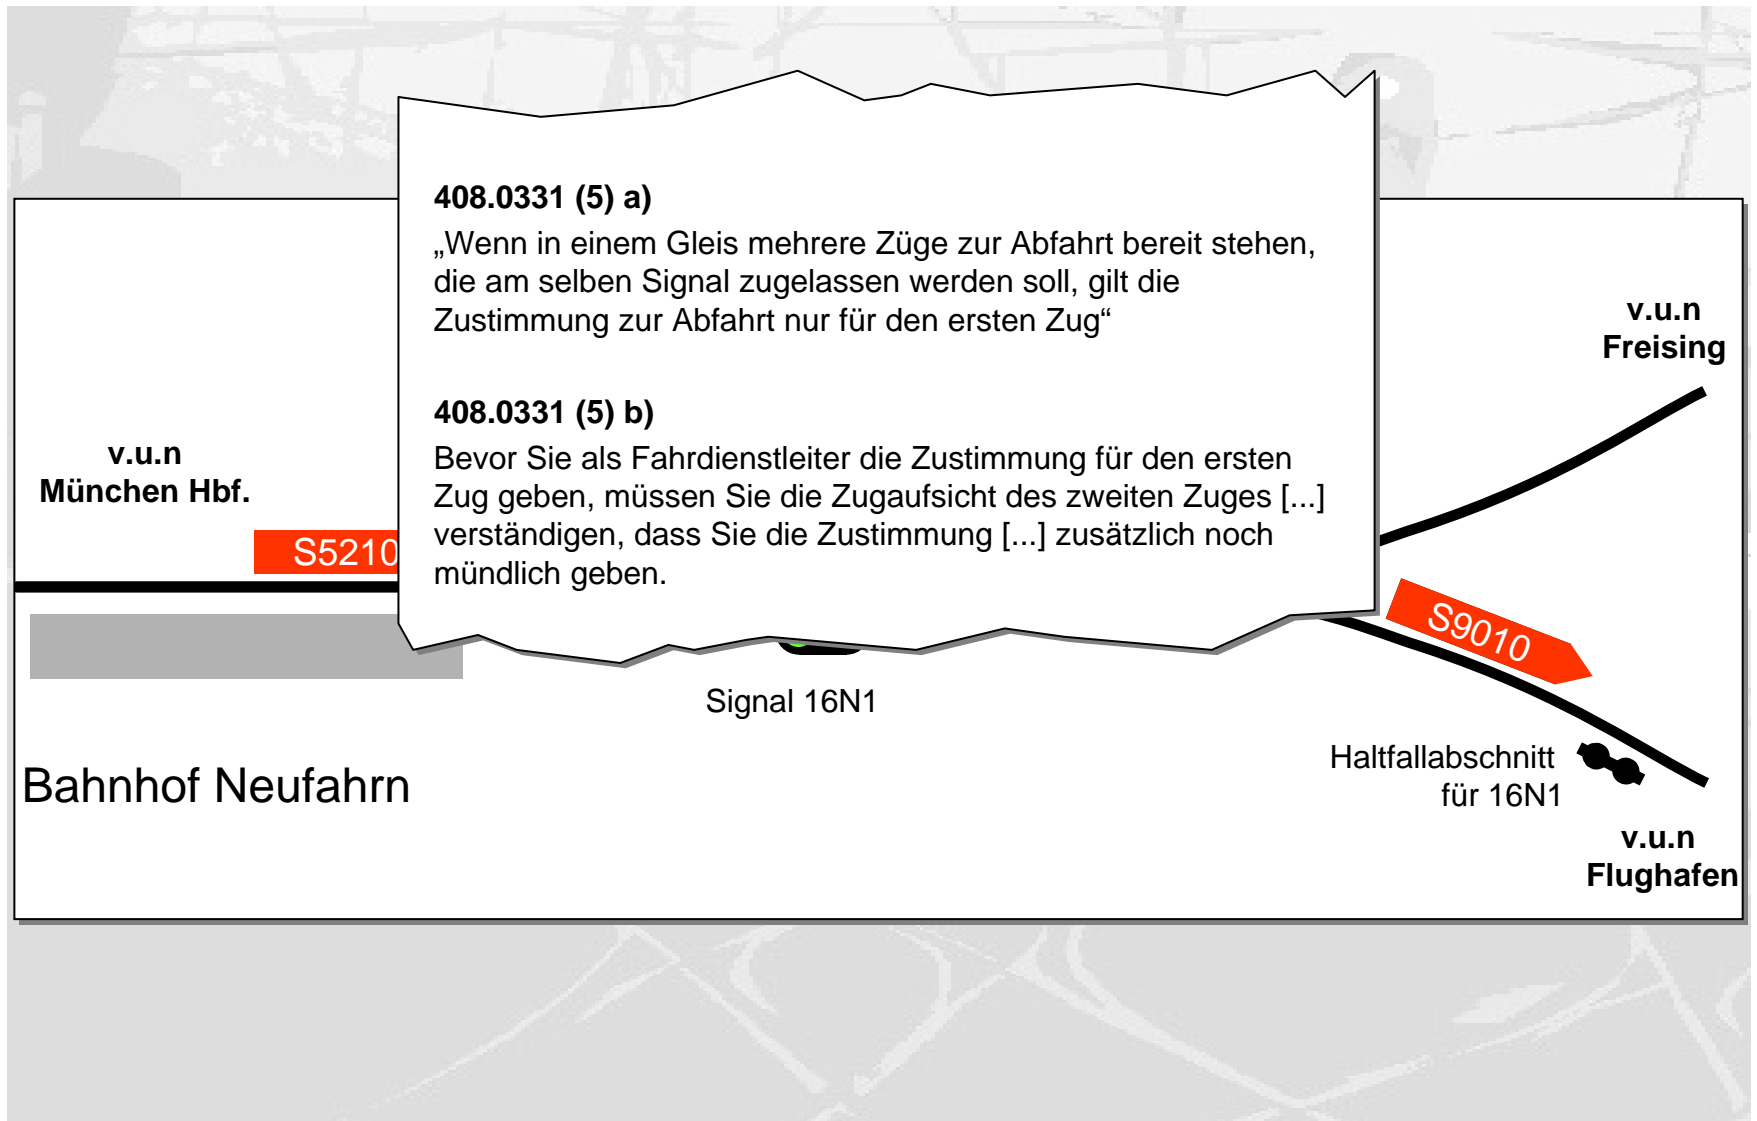 408.0331 (5) a)
„Wenn in einem Gleis mehrere Züge zur Abfahrt bereit stehen,
die am selben Signal zugelassen werden soll, gilt die
Zustimmung zur Abfahrt nur für den ersten Zug“
408.0331 (5) b)
Bevor Sie als Fahrdienstleiter die Zustimmung für den ersten
Zug geben, müssen Sie die Zugaufsicht des zweiten Zuges [...]
verständigen, dass Sie die Zustimmung [...] zusätzlich noch
mündlich geben.
v.u.n
Freising
v.u.n
München Hbf.
S5210
S9010
Signal 16N1
Haltfallabschnitt
für 16N1
Bahnhof Neufahrn
v.u.n
Flughafen